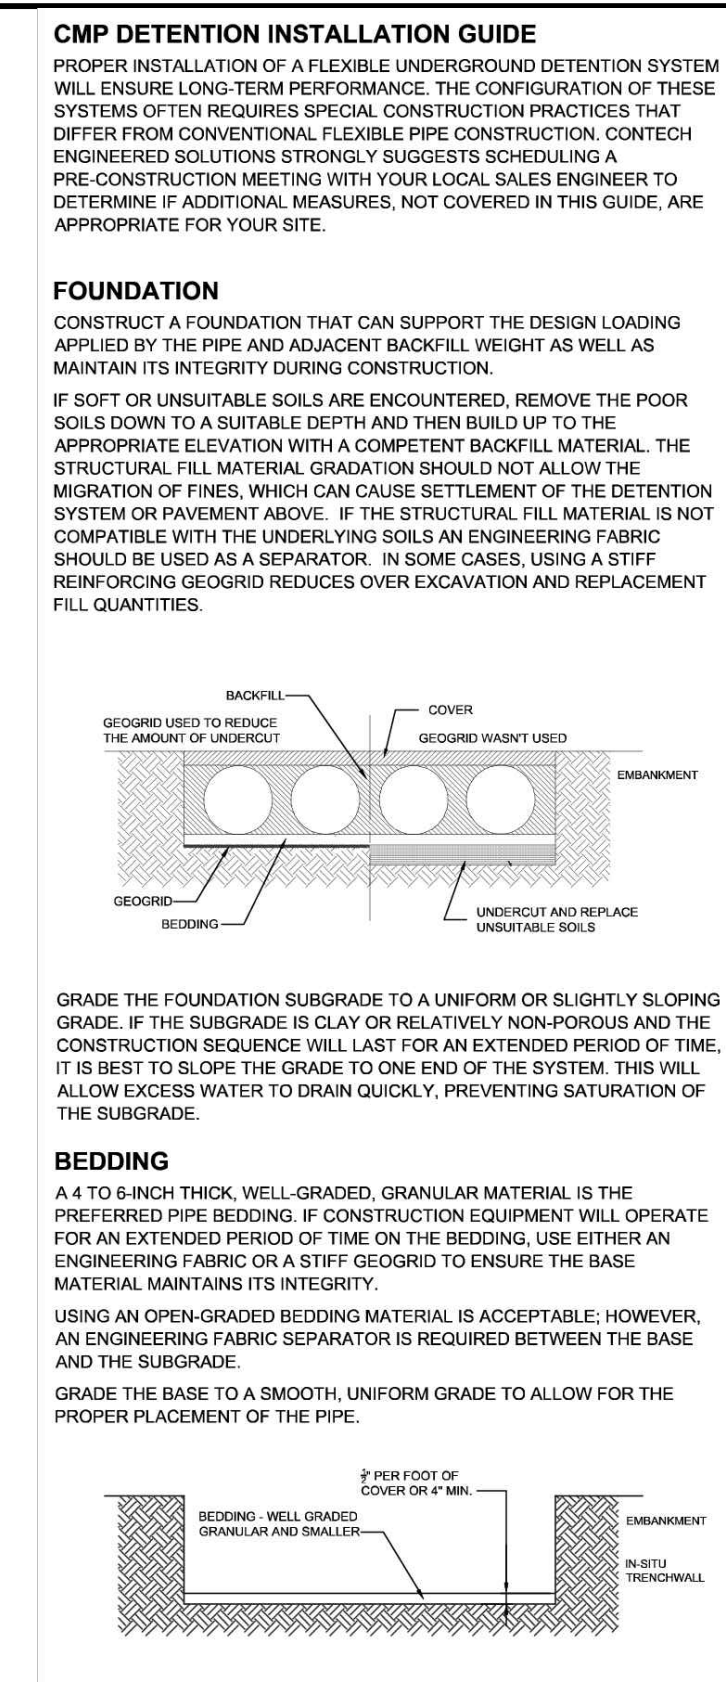 CMP DETENTION INSTALLATION GUIDE
PROPER INSTALLATION OF A FLEXIBLE UNDERGROUND DETENTION SYSTEM
WILL ENSURE LONG-TERM PERFORMANCE. THE CONFIGURATION OF THESE
SYSTEMS OFTEN REQUIRES SPECIAL CONSTRUCTION PRACTICES THAT
DIFFER FROM CONVENTIONAL FLEXIBLE PIPE CONSTRUCTION. CONTECH
ENGINEERED SOLUTIONS STRONGLY SUGGESTS SCHEDULING A
PRE-CONSTRUCTION MEETING WITH YOUR LOCAL SALES ENGINEER TO
DETERMINE IF ADDITIONAL MEASURES, NOT COVERED IN THIS GUIDE, ARE
APPROPRIATE FOR YOUR SITE.
FOUNDATION
CONSTRUCT A FOUNDATION THAT CAN SUPPORT THE DESIGN LOADING
APPLIED BY THE PIPE AND ADJACENT BACKFILL WEIGHT AS WELL AS
MAINTAIN ITS INTEGRITY DURING CONSTRUCTION.
IF SOFT OR UNSUITABLE SOILS ARE ENCOUNTERED, REMOVE THE POOR
SOILS DOWN TO A SUITABLE DEPTH AND THEN BUILD UP TO THE
APPROPRIATE ELEVATION WITH A COMPETENT BACKFILL MATERIAL. THE
STRUCTURAL FILL MATERIAL GRADATION SHOULD NOT ALLOW THE
MIGRATION OF FINES, WHICH CAN CAUSE SETTLEMENT OF THE DETENTION
SYSTEM OR PAVEMENT ABOVE. IF THE STRUCTURAL FILL MATERIAL IS NOT
COMPATIBLE WITH THE UNDERLYING SOILS AN ENGINEERING FABRIC
SHOULD BE USED AS A SEPARATOR. IN SOME CASES, USING A STIFF
REINFORCING GEOGRID REDUCES OVER EXCAVATION AND REPLACEMENT
FILL QUANTITIES.
BACKFILL
COVER
GEOGRID USED TO REDUCE
THE AMOUNT OF UNDERCUT
GEOGRID WASN'T USED
EMBANKMENT
GEOGRID
BEDDING
UNDERCUT AND REPLACE
UNSUITABLE SOILS
GRADE THE FOUNDATION SUBGRADE TO A UNIFORM OR SLIGHTLY SLOPING
GRADE. IF THE SUBGRADE IS CLAY OR RELATIVELY NON-POROUS AND THE
CONSTRUCTION SEQUENCE WILL LAST FOR AN EXTENDED PERIOD OF TIME,
IT IS BEST TO SLOPE THE GRADE TO ONE END OF THE SYSTEM. THIS WILL
ALLOW EXCESS WATER TO DRAIN QUICKLY, PREVENTING SATURATION OF
THE SUBGRADE.
BEDDING
A 4 TO 6-INCH THICK, WELL-GRADED, GRANULAR MATERIAL IS THE
PREFERRED PIPE BEDDING. IF CONSTRUCTION EQUIPMENT WILL OPERATE
FOR AN EXTENDED PERIOD OF TIME ON THE BEDDING, USE EITHER AN
ENGINEERING FABRIC OR A STIFF GEOGRID TO ENSURE THE BASE
MATERIAL MAINTAINS ITS INTEGRITY.
USING AN OPEN-GRADED BEDDING MATERIAL IS ACCEPTABLE; HOWEVER,
AN ENGINEERING FABRIC SEPARATOR IS REQUIRED BETWEEN THE BASE
AND THE SUBGRADE.
GRADE THE BASE TO A SMOOTH, UNIFORM GRADE TO ALLOW FOR THE
PROPER PLACEMENT OF THE PIPE.
½" PER FOOT OF
COVER OR 4" MIN.
BEDDING - WELL GRADED
GRANULAR AND SMALLER
EMBANKMENT
IN-SITU
TRENCHWALL